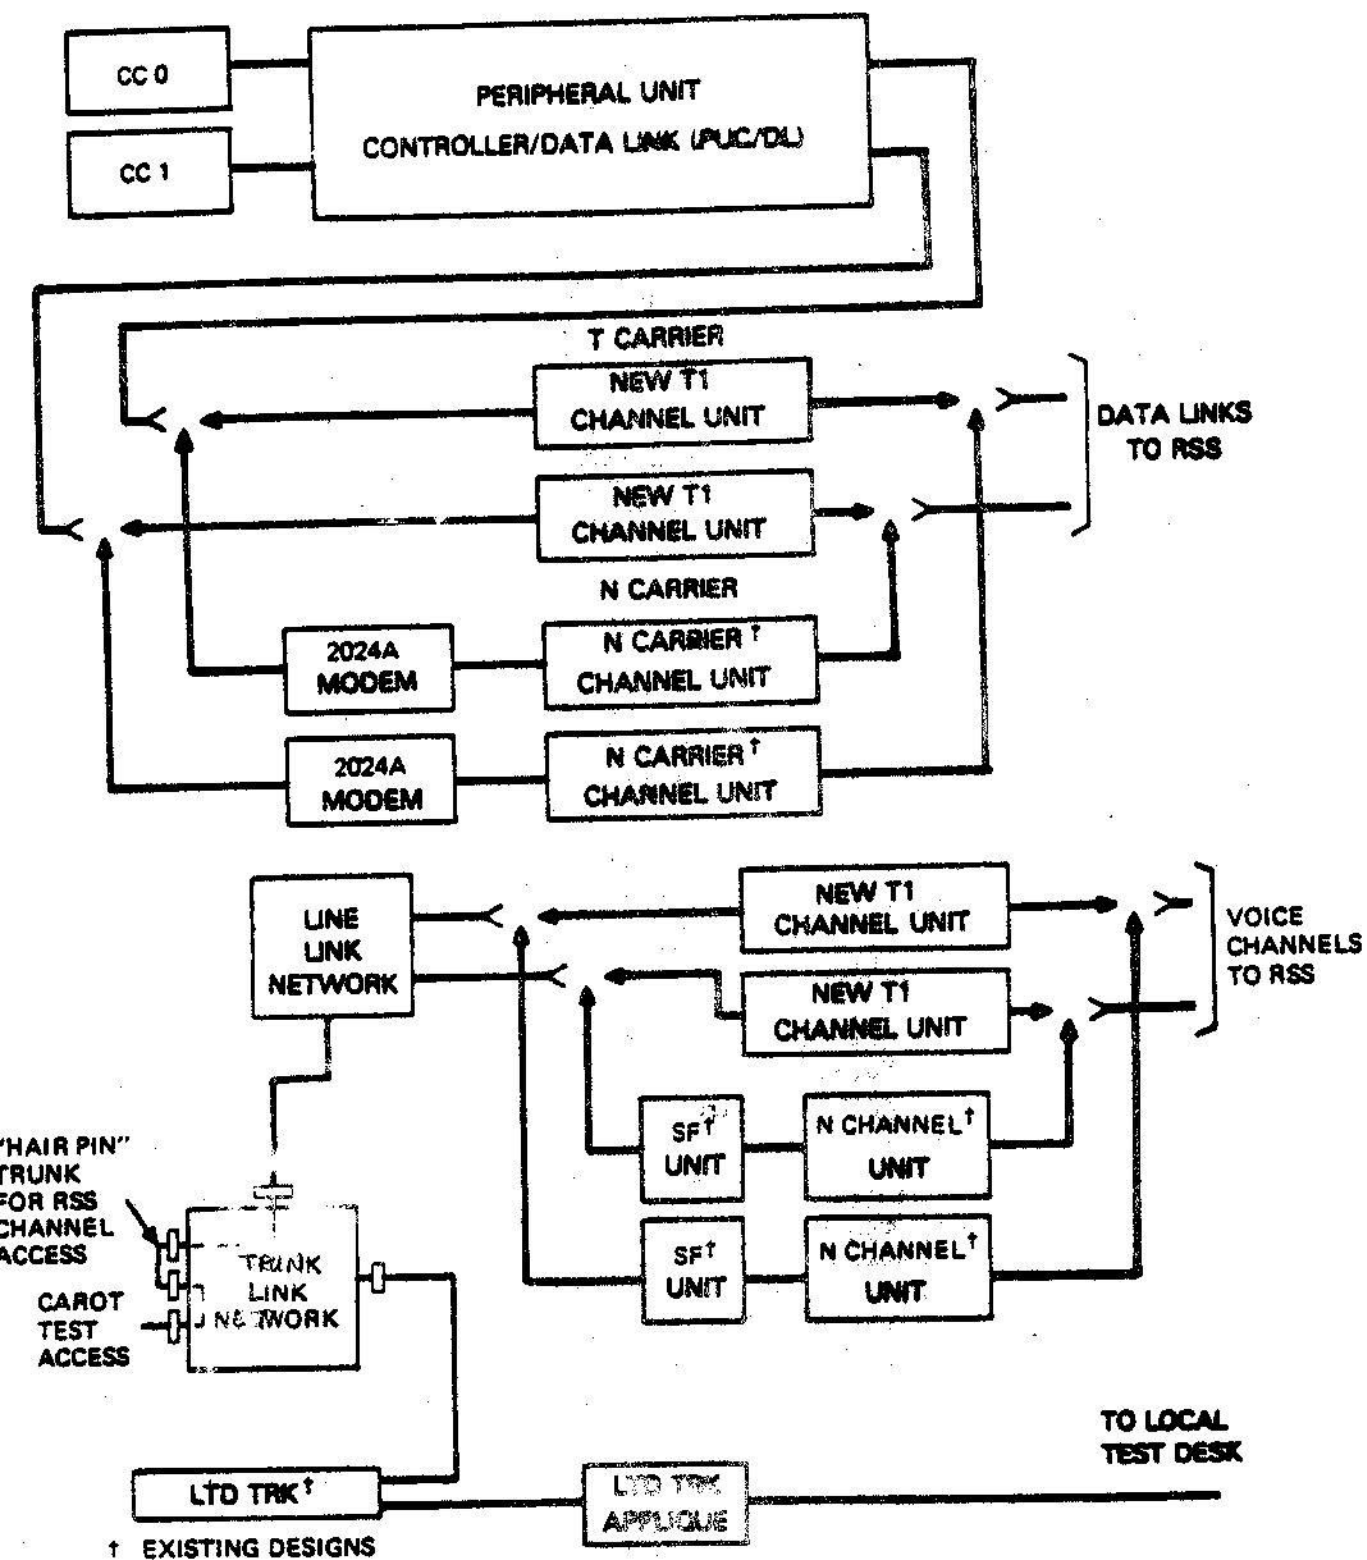 CC 0
PERIPHERAL UNIT
CONTROLLER/DATA LINK (PUC/DL)
CC 1
T CARRIER
NEW T1
CHANNEL UNIT
DATA LINKS
TO RSS
NEW T1
CHANNEL UNIT
N CARRIER
2024A
MODEM
N CARRIER †
CHANNEL UNIT
2024A
MODEM
N CARRIER †
CHANNEL UNIT
LINE
LINK
NETWORK
NEW T1
CHANNEL UNIT
VOICE
CHANNELS
TO RSS
NEW T1
CHANNEL UNIT
SF†
UNIT
N CHANNEL†
UNIT
"HAIR PIN"
TRUNK
FOR RSS
CHANNEL
ACCESS
SF†
UNIT
N CHANNEL†
UNIT
TRUNK
LINK
NETWORK
CAROT
TEST
ACCESS
TO LOCAL
TEST DESK
LTD TRK†
LTD TRK
APPLIQUE
† EXISTING DESIGNS